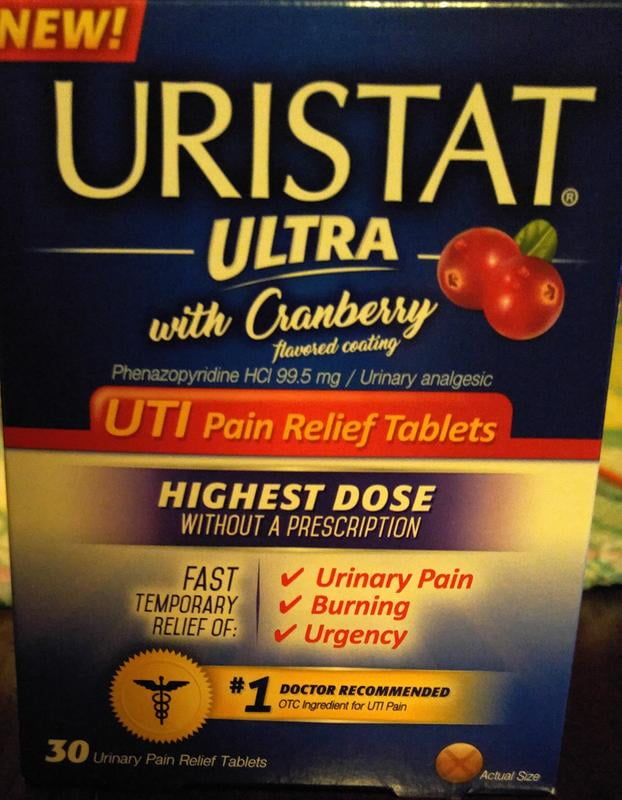 NEW!
URISTAT®
ULTRA
with Cranberry
flavored coating
Phenazopyridine HCl 99.5 mg / Urinary analgesic
UTI Pain Relief Tablets
HIGHEST DOSE
WITHOUT A PRESCRIPTION
FAST
TEMPORARY
RELIEF OF:
✓ Urinary Pain
✓ Burning
✓ Urgency
#1 DOCTOR RECOMMENDED
OTC Ingredient for UTI Pain
30 Urinary Pain Relief Tablets
Actual Size